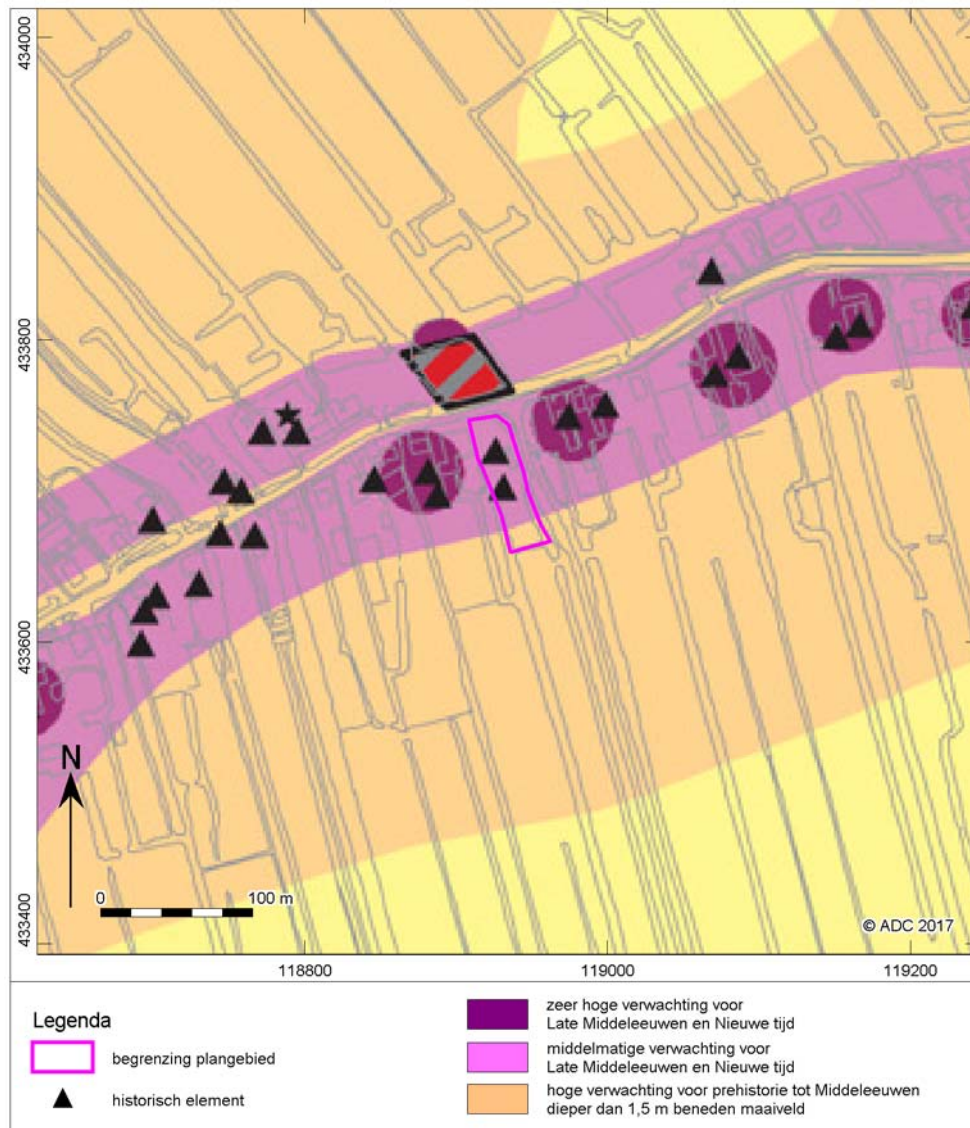 434000
433800
433600
433400
N
0 100 m
© ADC 2017
118800 119000 119200
Legenda
begrenzing plangebied
historisch element
zeer hoge verwachting voor
Late Middeleeuwen en Nieuwe tijd
middelmatige verwachting voor
Late Middeleeuwen en Nieuwe tijd
hoge verwachting voor prehistorie tot Middeleeuwen
dieper dan 1,5 m beneden maaiveld